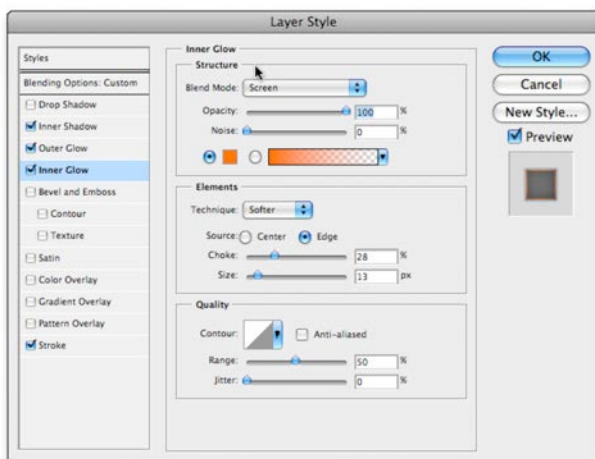 Layer Style
Styles
Blending Options: Custom
Drop Shadow
Inner Shadow
Outer Glow
Inner Glow
Bevel and Emboss
Contour
Texture
Satin
Color Overlay
Gradient Overlay
Pattern Overlay
Stroke
Inner Glow
Structure
Blend Mode: Screen
Opacity: 100 %
Noise: 0 %
Elements
Technique: Softer
Source: Center Edge
Choke: 28 %
Size: 13 px
Quality
Contour: Anti-aliased
Range: 50 %
Jitter: 0 %
OK
Cancel
New Style...
Preview